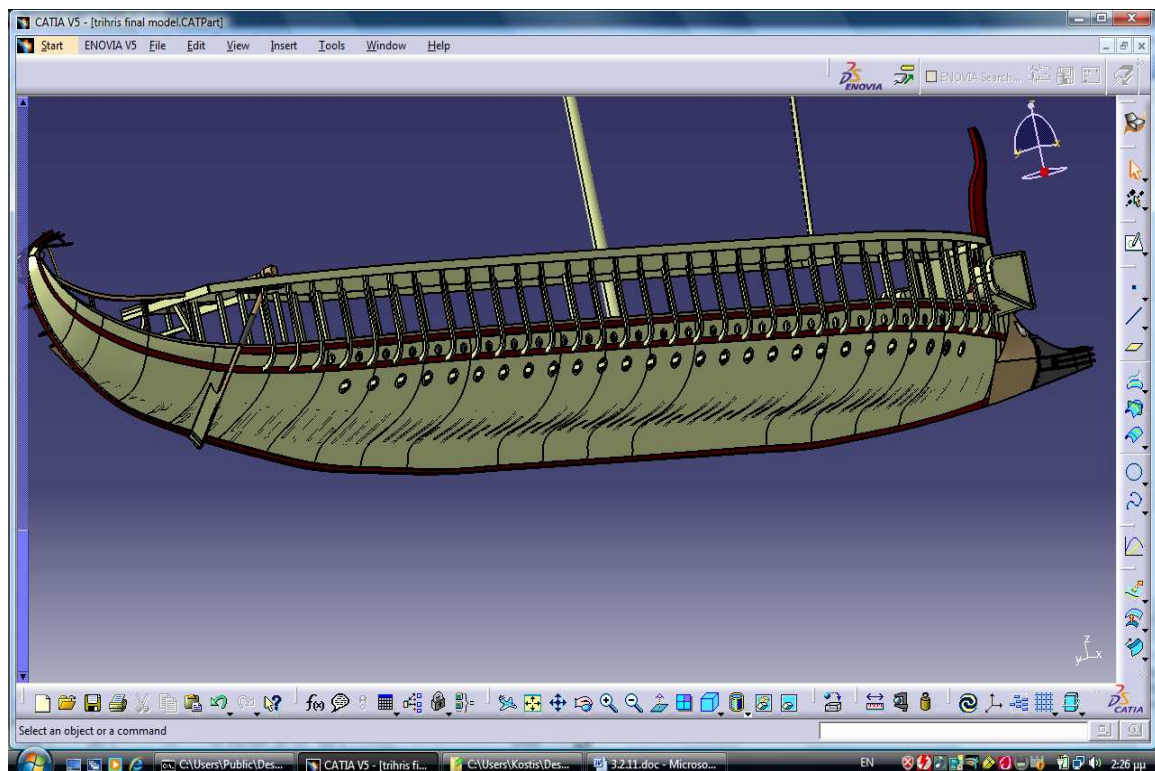 CATIA V5 - [trihris final model.CATPart]
Start ENOVIA V5 File Edit View Insert Tools Window Help
ENOVIA
ENOVIA Search...
z
x
y
z
y x
f(x)
CATIA
Select an object or a command
C:\Users\Public\Des... CATIA V5 - [trihris fi... C:\Users\Kostis\Des... 3.2.11.doc - Microso... EN 2:26 μμ